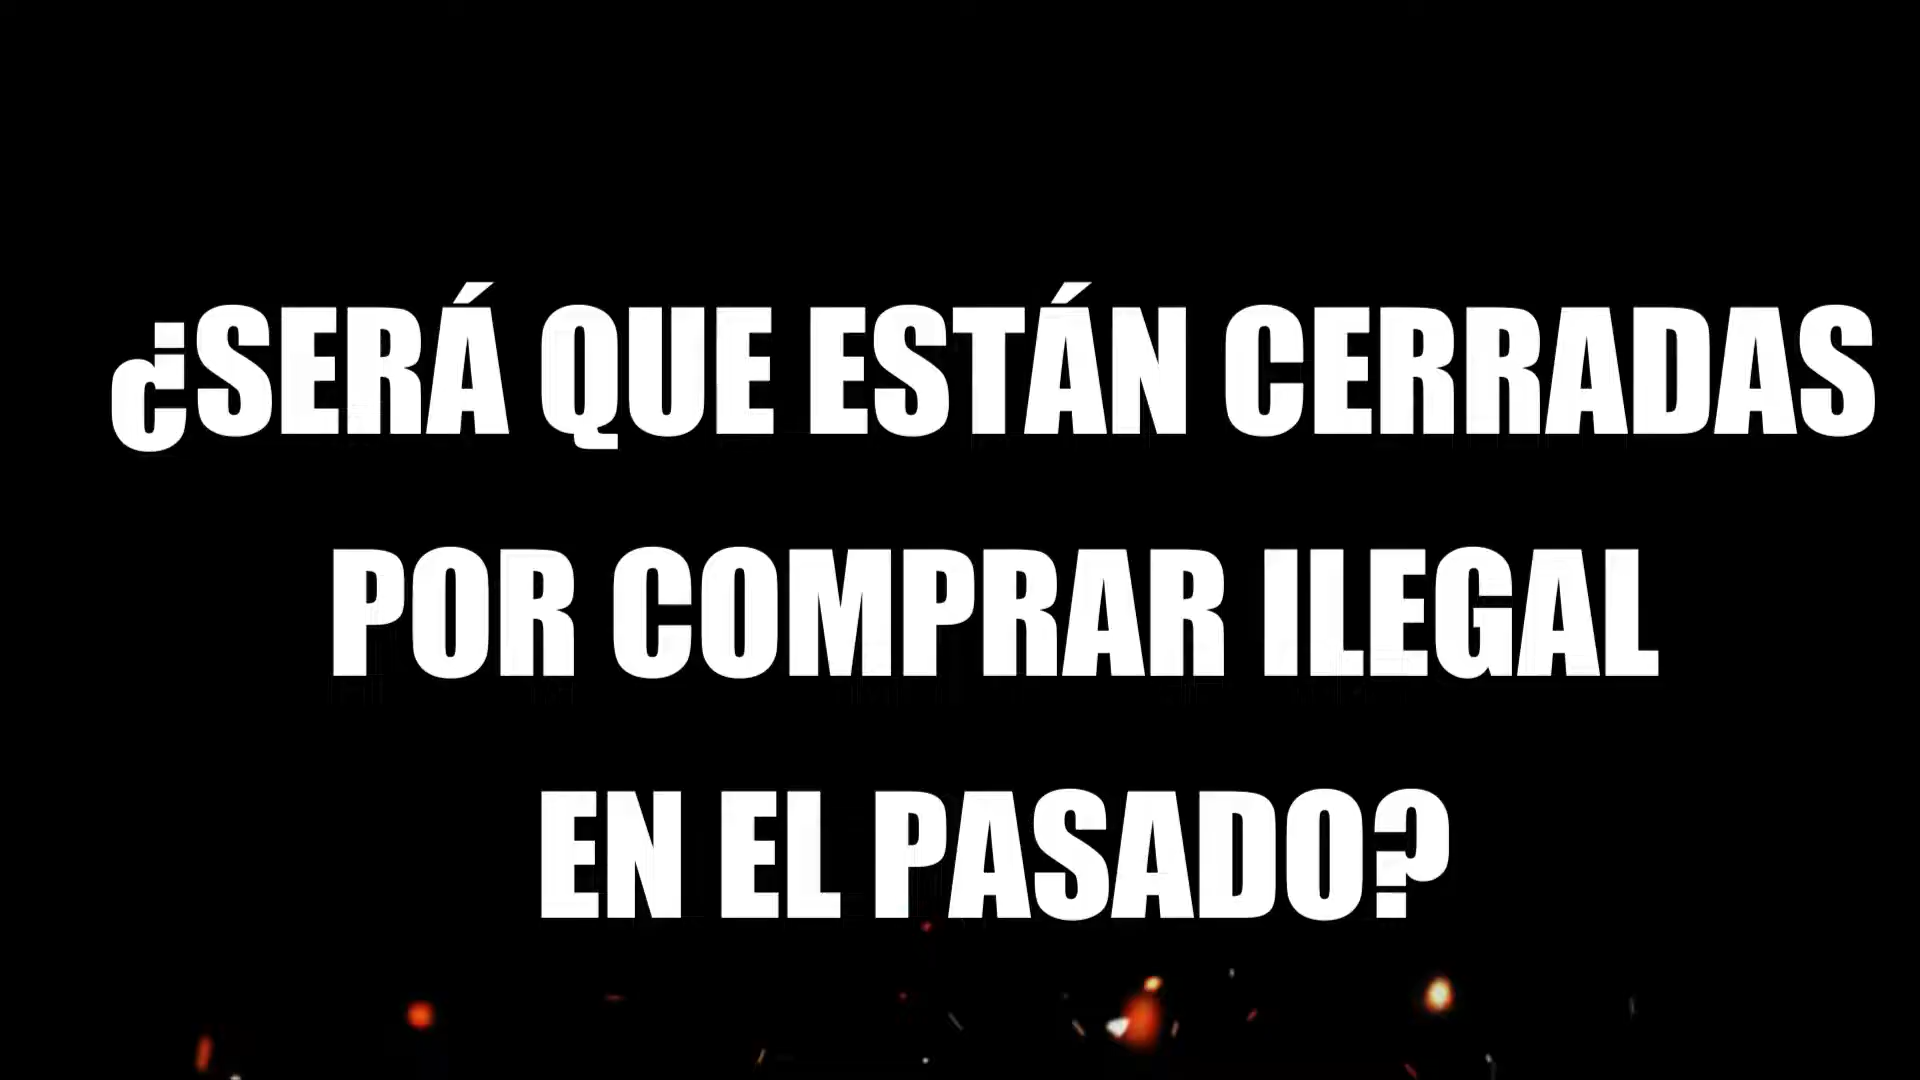 ¿SERÁ QUE ESTÁN CERRADAS
POR COMPRAR ILEGAL
EN EL PASADO?